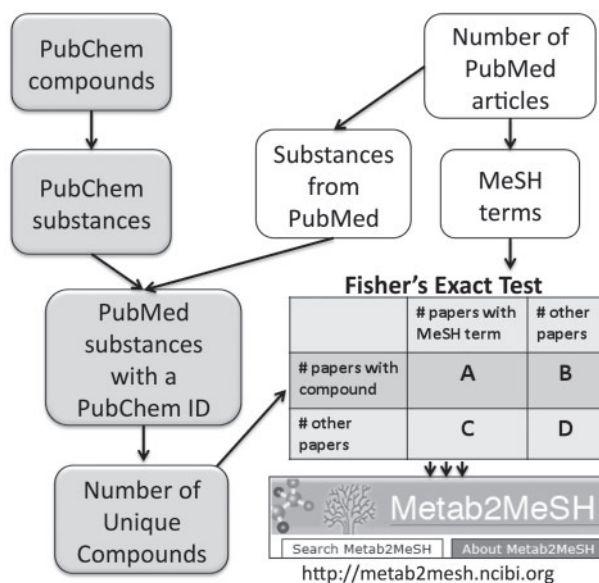 PubChem
compounds
Number of
PubMed
articles
PubChem
substances
Substances
from
PubMed
MeSH
terms
PubMed
substances
with a
PubChem ID
Number of
Unique
Compounds
Fisher's Exact Test
# papers with
MeSH term
# other
papers
# papers with
compound
A
B
# other
papers
C
D
Metab2MeSH
Search Metab2MeSH
About Metab2MeSH
http://metab2mesh.ncibi.org